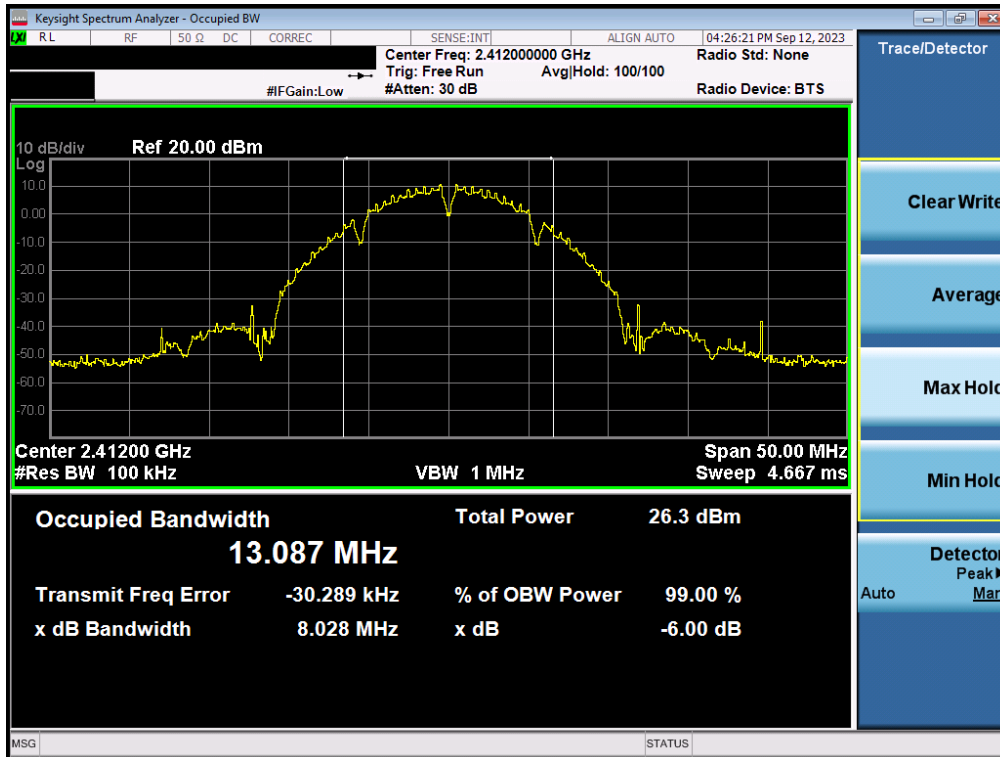 Keysight Spectrum Analyzer - Occupied BW
LXI RL RF 50 Ω DC CORREC SENSE:INT ALIGN AUTO 04:26:21 PM Sep 12, 2023
Center Freq: 2.412000000 GHz Radio Std: None
Trig: Free Run Avg|Hold: 100/100
#IFGain:Low #Atten: 30 dB Radio Device: BTS
Trace/Detector
10 dB/div Ref 20.00 dBm
Log
10.0
0.00
-10.0
-20.0
-30.0
-40.0
-50.0
-60.0
-70.0
Center 2.41200 GHz Span 50.00 MHz
#Res BW 100 kHz VBW 1 MHz Sweep 4.667 ms
Occupied Bandwidth Total Power 26.3 dBm
13.087 MHz
Transmit Freq Error -30.289 kHz % of OBW Power 99.00 %
x dB Bandwidth 8.028 MHz x dB -6.00 dB
Clear Write
Average
Max Hold
Min Hold
Detector
Peak
Auto Man
MSG STATUS